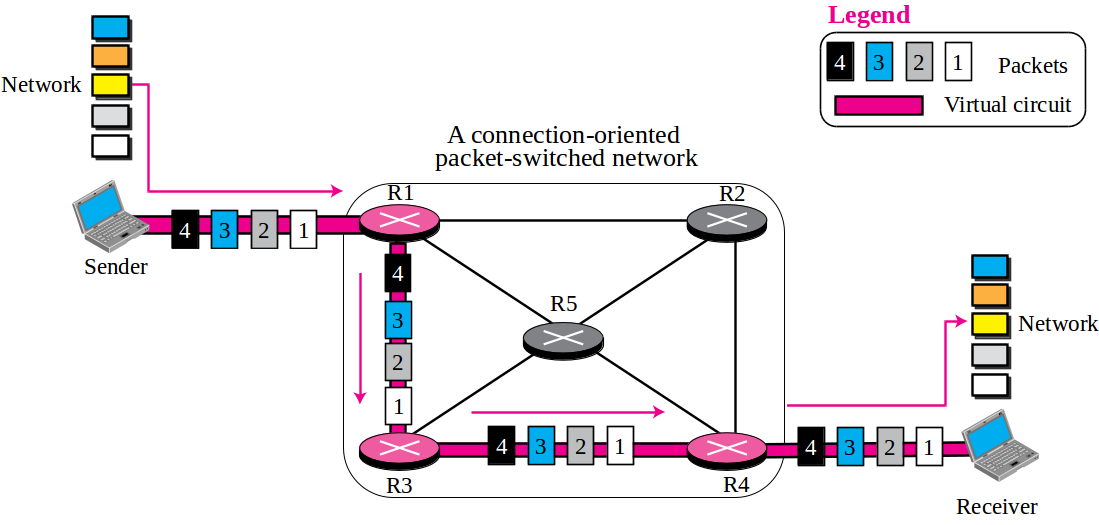 Legend
4 3 2 1 Packets
Virtual circuit
Network
A connection-oriented
packet-switched network
R1
R2
4 3 2 1
Sender
4
3
2
1
R5
Network
4 3 2 1
4 3 2 1
R3
R4
Receiver